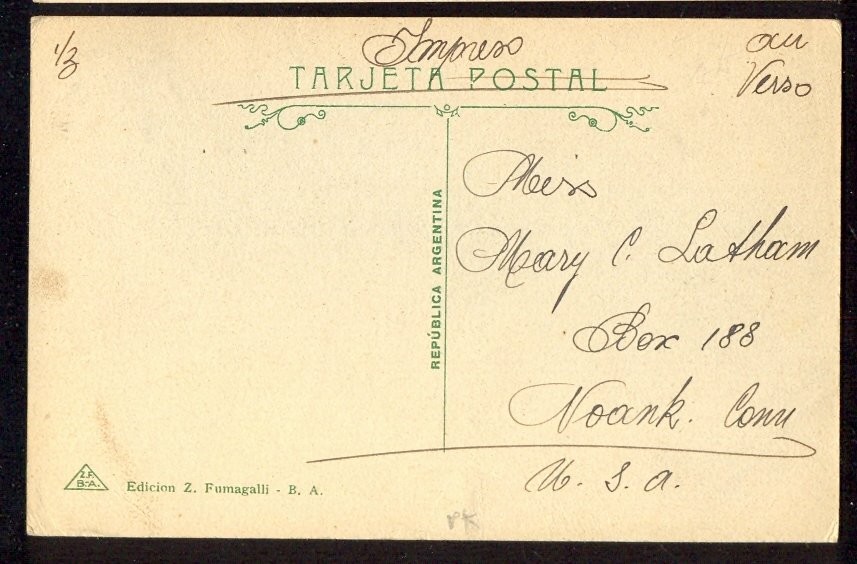 1/3
Impreso
au
Verso
TARJETA POSTAL
REPÚBLICA ARGENTINA
Miss
Mary C. Latham
Box 188
Noank. Conn
U. S. A.
Z.F.
B.A.
Edicion Z. Fumagalli - B. A.